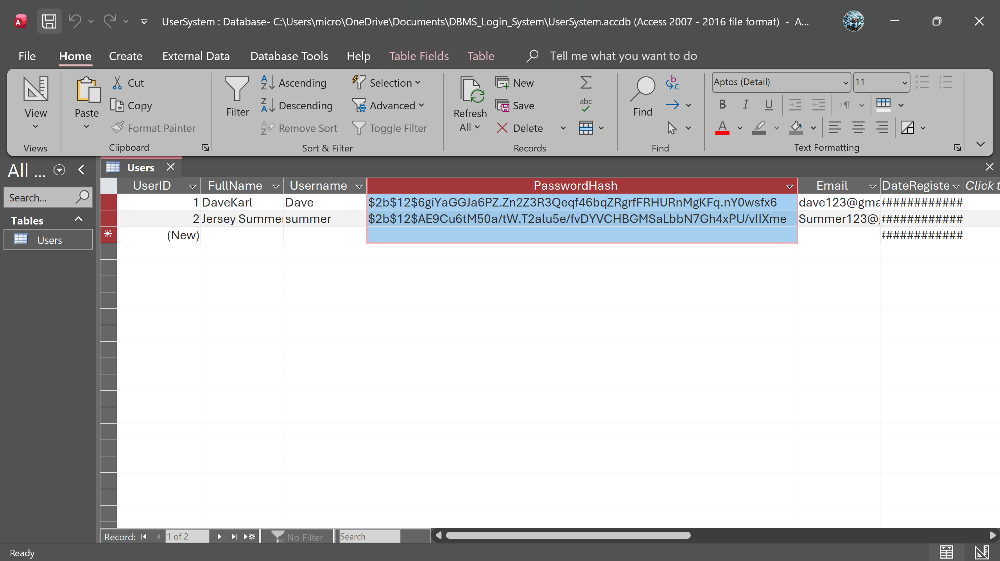 UserSystem : Database- C:\Users\micro\OneDrive\Documents\DBMS_Login_System\UserSystem.accdb (Access 2007 - 2016 file format) - A...
File Home Create External Data Database Tools Help Table Fields Table Tell me what you want to do
View
Views
Paste
Cut
Copy
Format Painter
Clipboard
Filter
Ascending
Descending
Remove Sort
Selection
Advanced
Toggle Filter
Sort & Filter
Refresh
All
New
Save
Delete
abc
Records
Find
b
c
Find
Aptos (Detail) 11
B I U
A
Text Formatting
All ...
Search...
Tables
Users
Users
UserID FullName Username PasswordHash Email DateRegiste Click t
1 DaveKarl Dave $2b$12$6giYaGGJa6PZ.Zn2Z3R3Qeqf46bqZRgrfFRHURnMgKFq.nY0wsfx6 dave123@gma ############
2 Jersey Summer summer $2b$12$AE9Cu6tM50a/tW.T2alu5e/fvDYVCHBGMSaLbbN7Gh4xPU/vIIXme Summer123@g ############
(New) ############
Record: 1 of 2 No Filter Search
Ready